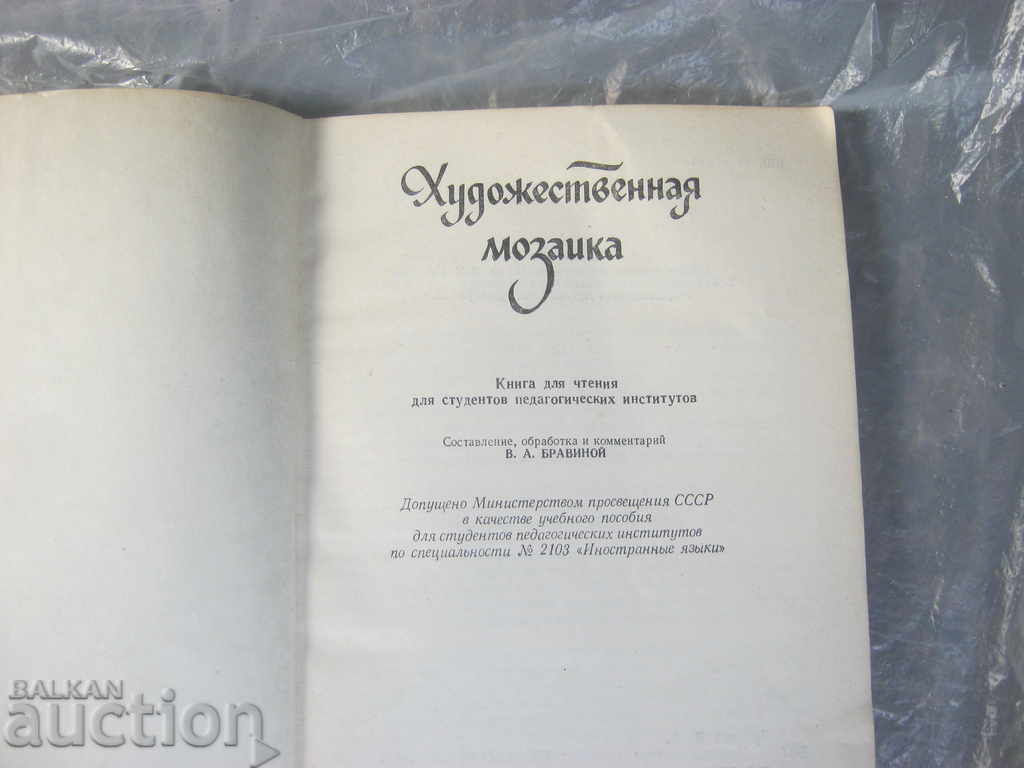 Художественная
мозаика
Книга для чтения
для студентов педагогических институтов
Составление, обработка и комментарий
В. А. БРАВИНОЙ
Допущено Министерством просвещения СССР
в качестве учебного пособия
для студентов педагогических институтов
по специальности № 2103 «Иностранные языки»
BALKAN
auction